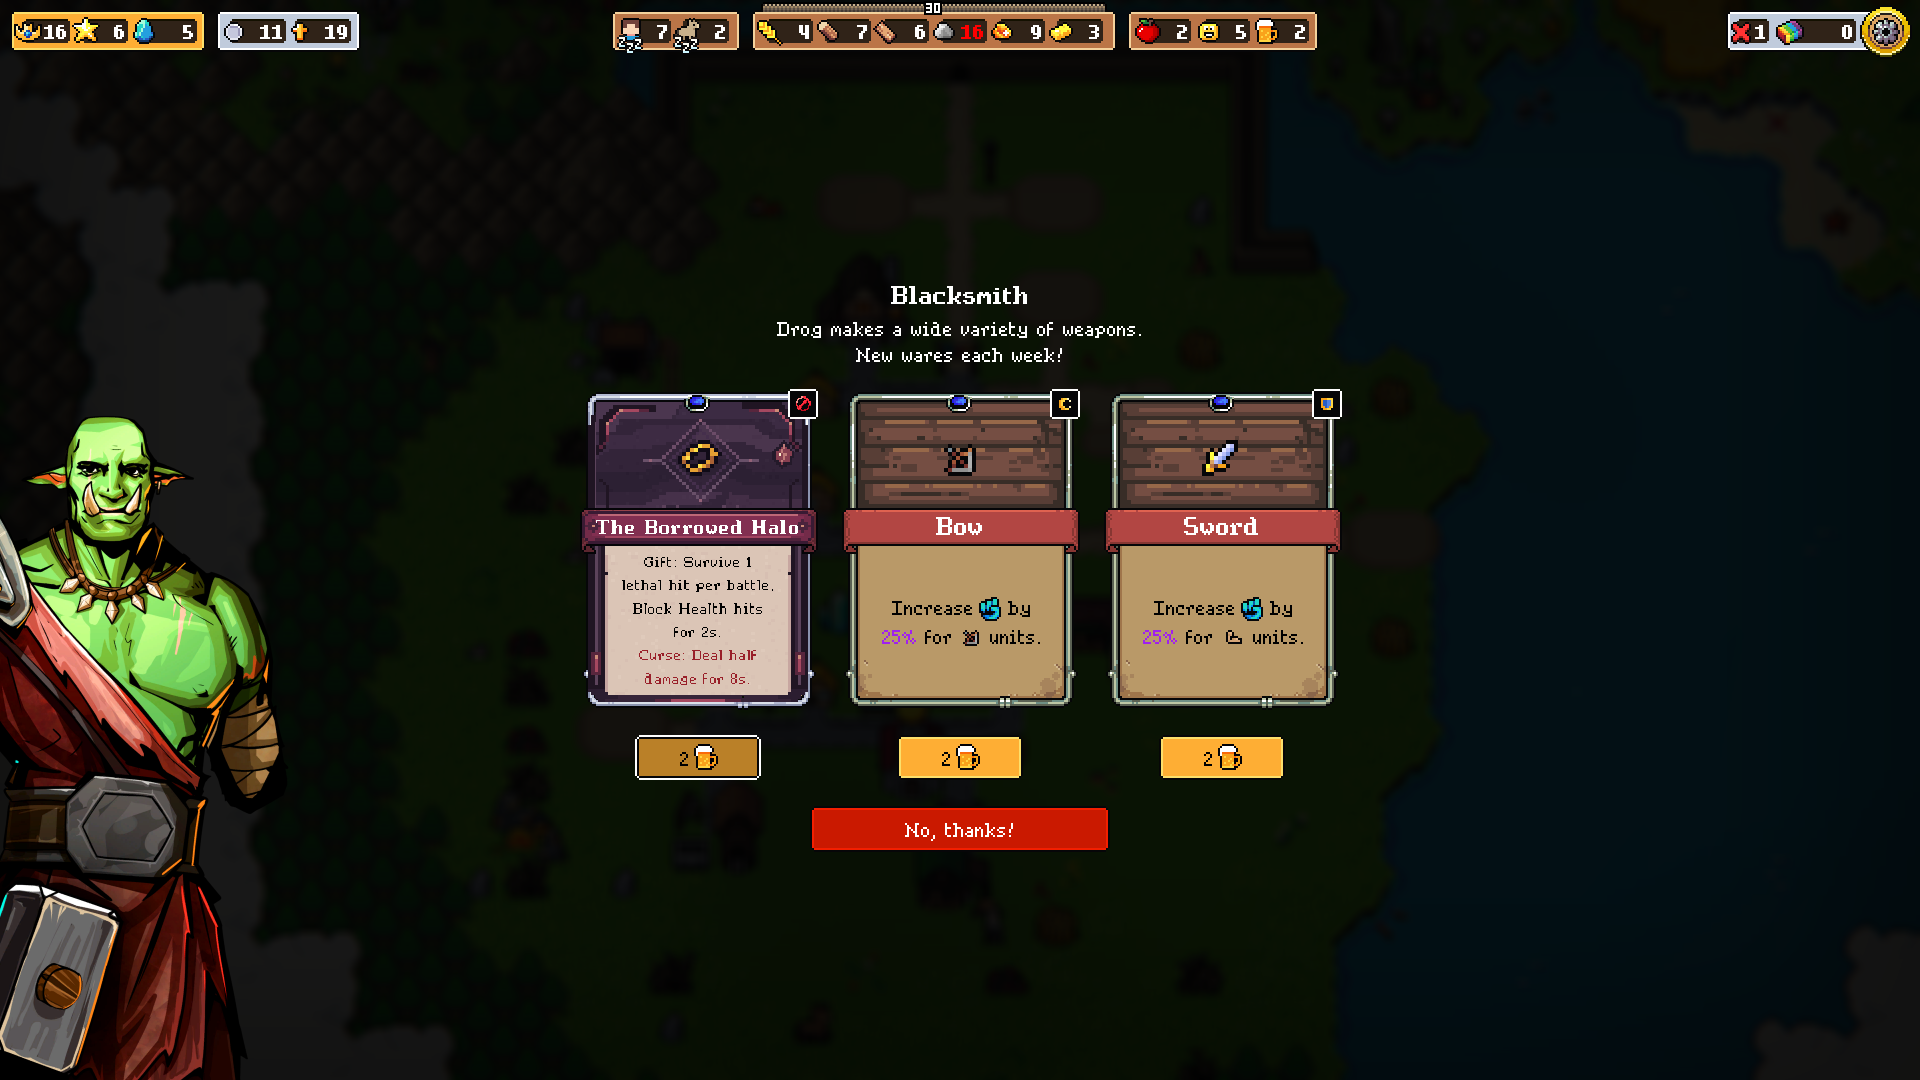 16 6 5 11 19 7 2 30 4 7 6 16 9 3 2 5 2 1 0
zzz zzz
Blacksmith
Drog makes a wide variety of weapons.
New wares each week!
The Borrowed Halo
Gift: Survive 1
lethal hit per battle.
Block Health hits
for 2s.
Curse: Deal half
damage for 8s.
2
Bow
Increase by
25% for units.
2
Sword
Increase by
25% for units.
2
No, thanks!